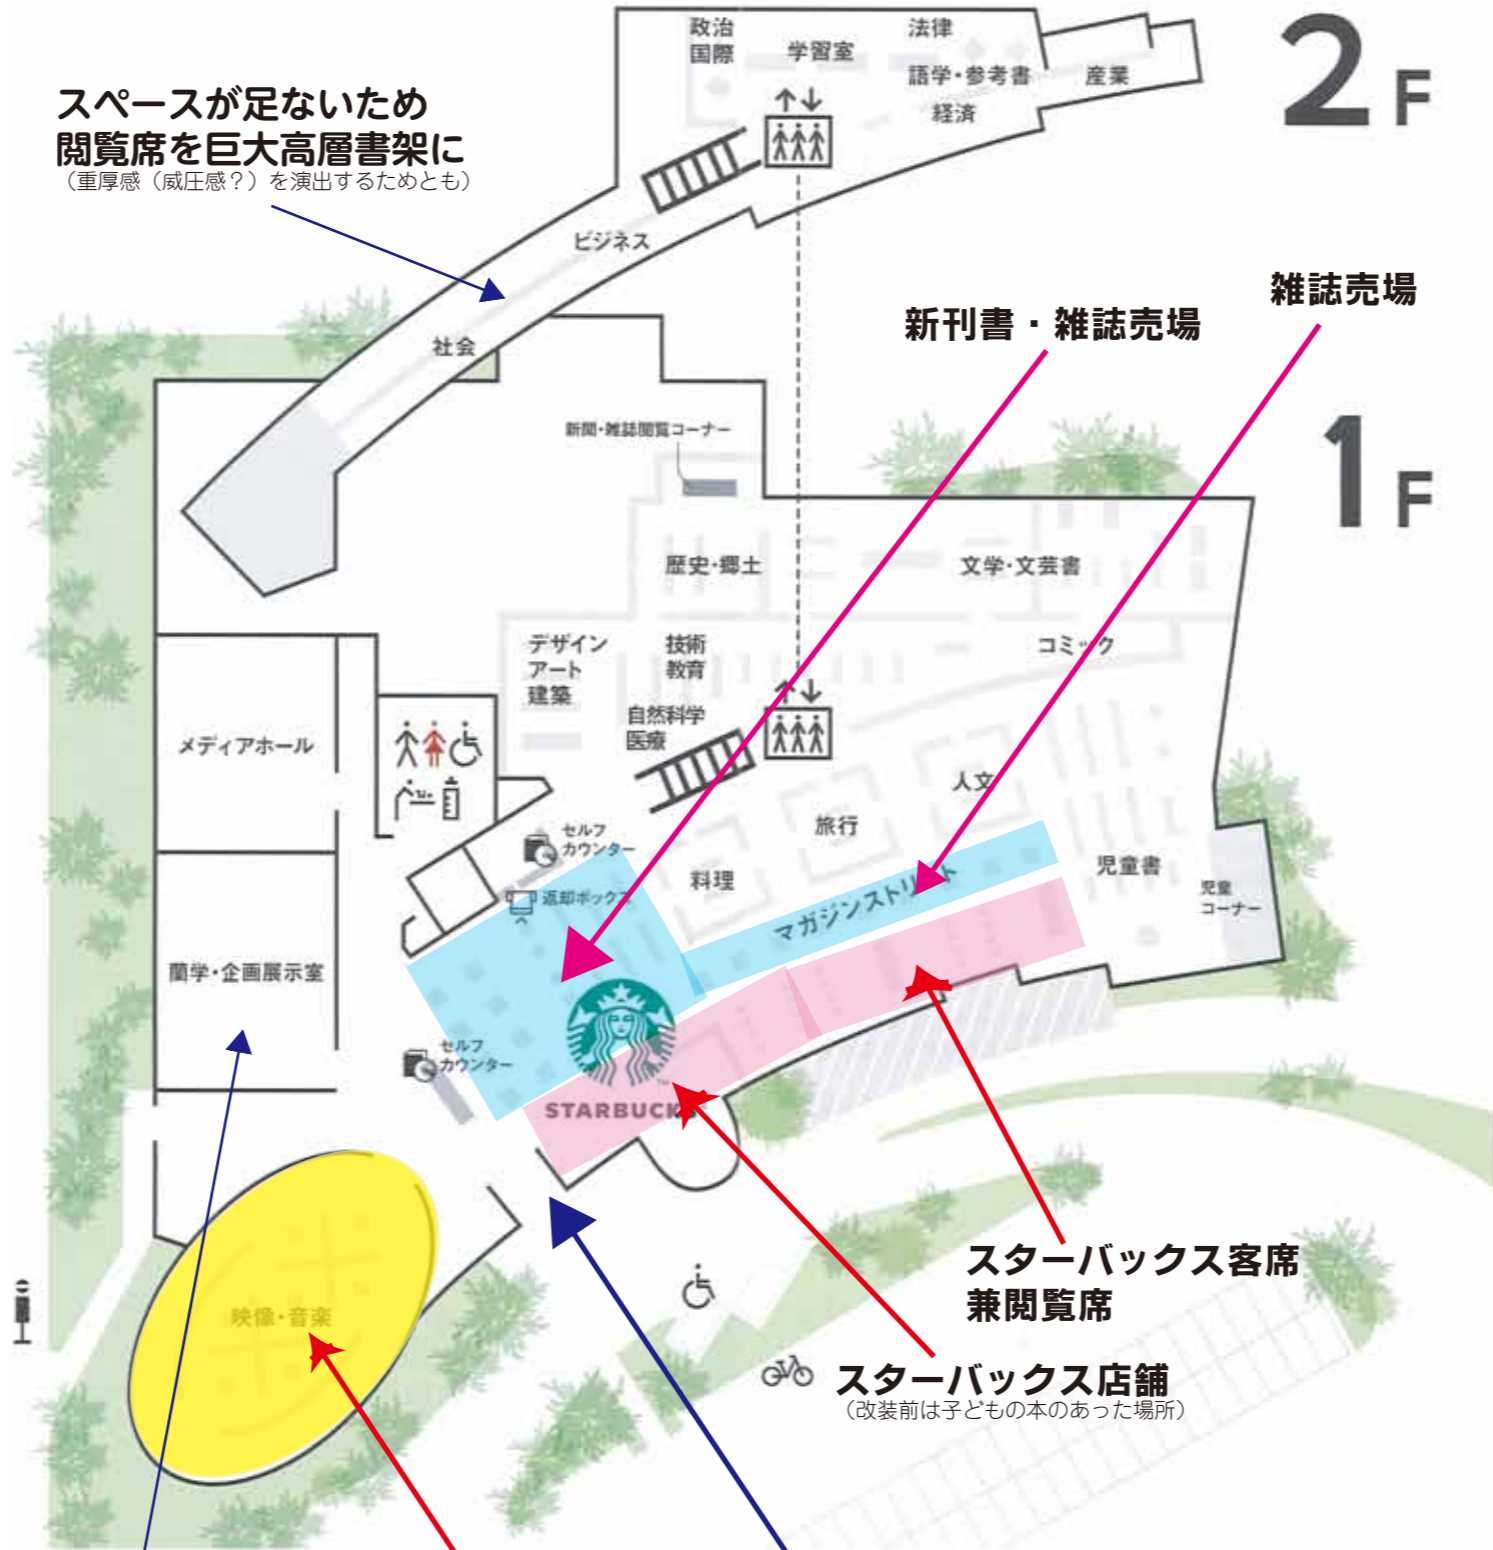 政治
国際
学習室
法律
語学・参考書
経済
産業
2F
スペースが足ないため
閲覧席を巨大高層書架に
（重厚感（威圧感？）を演出するためとも）
ビジネス
社会
雑誌売場
新刊書・雑誌売場
1F
新聞・雑誌閲覧コーナー
歴史・郷土
文学・文芸書
デザイン
アート
建築
技術
教育
コミック
自然科学
医療
メディアホール
人文
旅行
セルフ
カウンター
料理
児童書
返却ボックス
児童
コーナー
マガジンストリート
蘭学・企画展示室
セルフ
カウンター
STARBUCKS
TM
映像・音楽
スターバックス客席
兼閲覧席
スターバックス店舗
（改装前は子どもの本のあった場所）